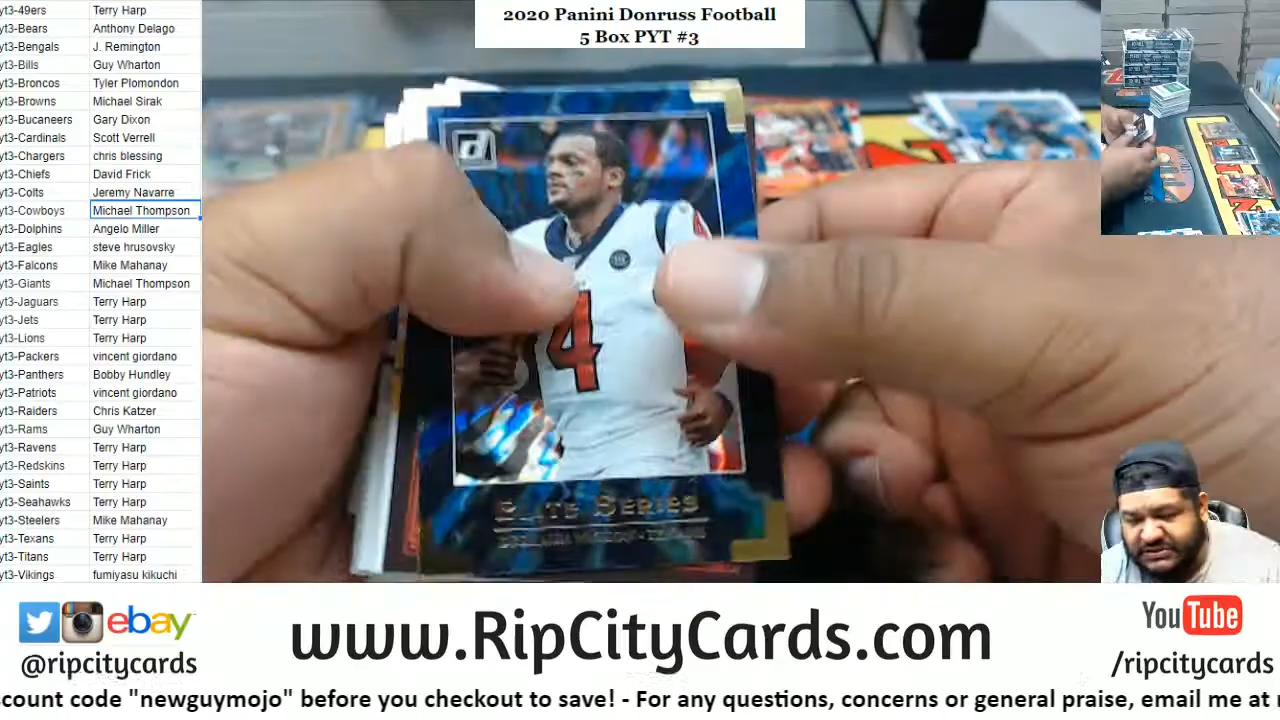 2020 Panini Donruss Football
5 Box PYT #3
yt3-49ers Terry Harp
yt3-Bears Anthony Delago
yt3-Bengals J. Remington
yt3-Bills Guy Wharton
yt3-Broncos Tyler Plomondon
yt3-Browns Michael Sirak
yt3-Bucaneers Gary Dixon
yt3-Cardinals Scott Verrell
yt3-Chargers chris blessing
yt3-Chiefs David Frick
yt3-Colts Jeremy Navarre
yt3-Cowboys Michael Thompson
yt3-Dolphins Angelo Miller
yt3-Eagles steve hrusovsky
yt3-Falcons Mike Mahanay
yt3-Giants Michael Thompson
yt3-Jaguars Terry Harp
yt3-Jets Terry Harp
yt3-Lions Terry Harp
yt3-Packers vincent giordano
yt3-Panthers Bobby Hundley
yt3-Patriots vincent giordano
yt3-Raiders Chris Katzer
yt3-Rams Guy Wharton
yt3-Ravens Terry Harp
yt3-Redskins Terry Harp
yt3-Saints Terry Harp
yt3-Seahawks Terry Harp
yt3-Steelers Mike Mahanay
yt3-Texans Terry Harp
yt3-Titans Terry Harp
yt3-Vikings fumiyasu kikuchi
d
4
Elite Series
ebay
@ripcitycards
www.RipCityCards.com
YouTube
/ripcitycards
scount code "newguymojo" before you checkout to save! - For any questions, concerns or general praise, email me at